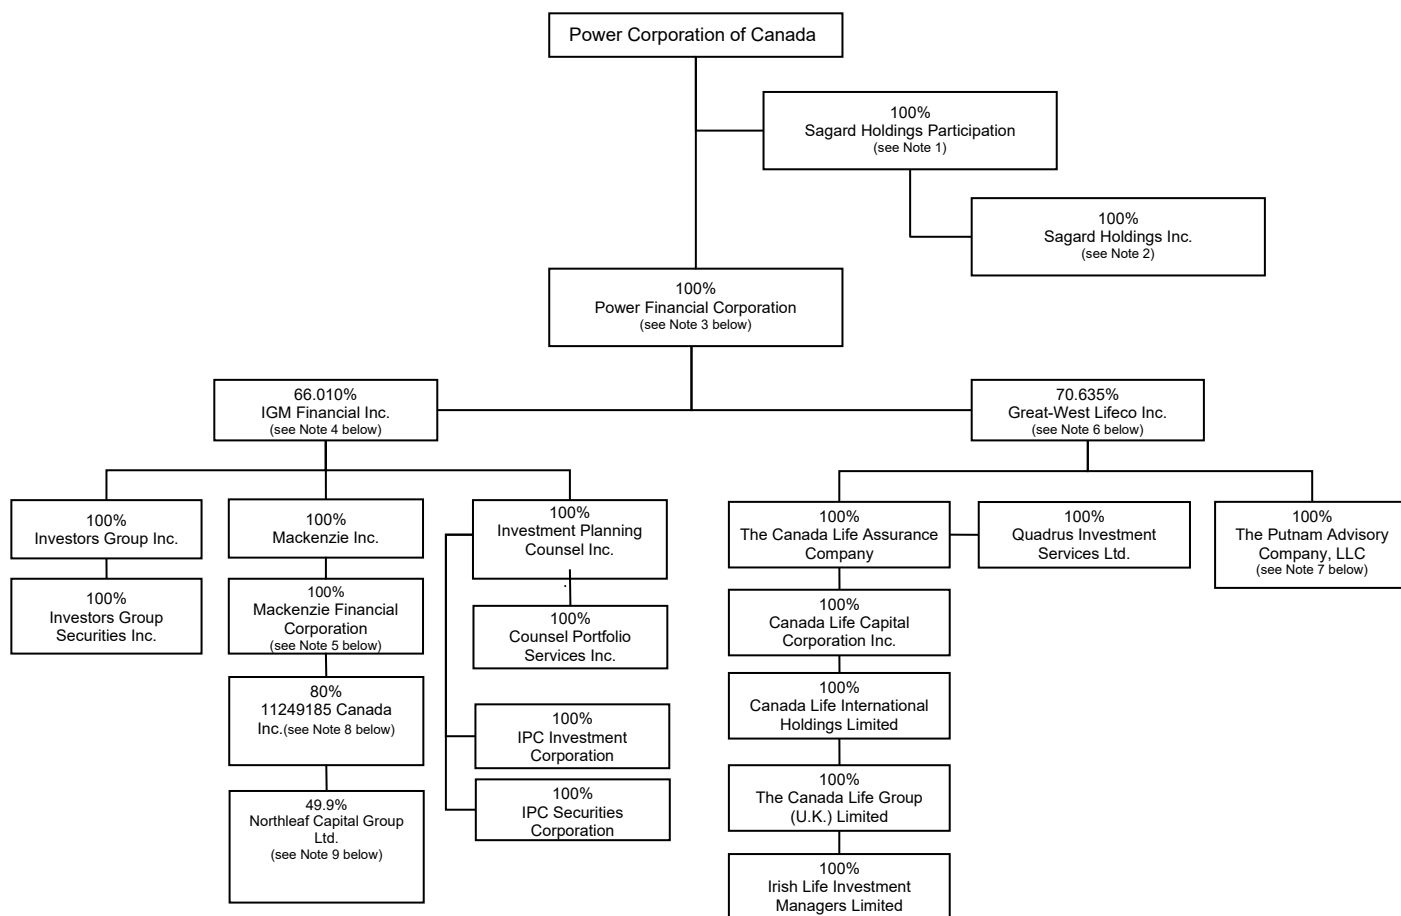 Power Corporation of Canada
100%
Sagard Holdings Participation
(see Note 1)
100%
Sagard Holdings Inc.
(see Note 2)
100%
Power Financial Corporation
(see Note 3 below)
66.010%
IGM Financial Inc.
(see Note 4 below)
70.635%
Great-West Lifeco Inc.
(see Note 6 below)
100%
Investors Group Inc.
100%
Investors Group
Securities Inc.
100%
Mackenzie Inc.
100%
Mackenzie Financial
Corporation
(see Note 5 below)
80%
11249185 Canada
Inc.(see Note 8 below)
49.9%
Northleaf Capital Group
Ltd.
(see Note 9 below)
100%
Investment Planning
Counsel Inc.
100%
Counsel Portfolio
Services Inc.
100%
IPC Investment
Corporation
100%
IPC Securities
Corporation
100%
The Canada Life Assurance
Company
100%
Canada Life Capital
Corporation Inc.
100%
Canada Life International
Holdings Limited
100%
The Canada Life Group
(U.K.) Limited
100%
Irish Life Investment
Managers Limited
100%
Quadrus Investment
Services Ltd.
100%
The Putnam Advisory
Company, LLC
(see Note 7 below)